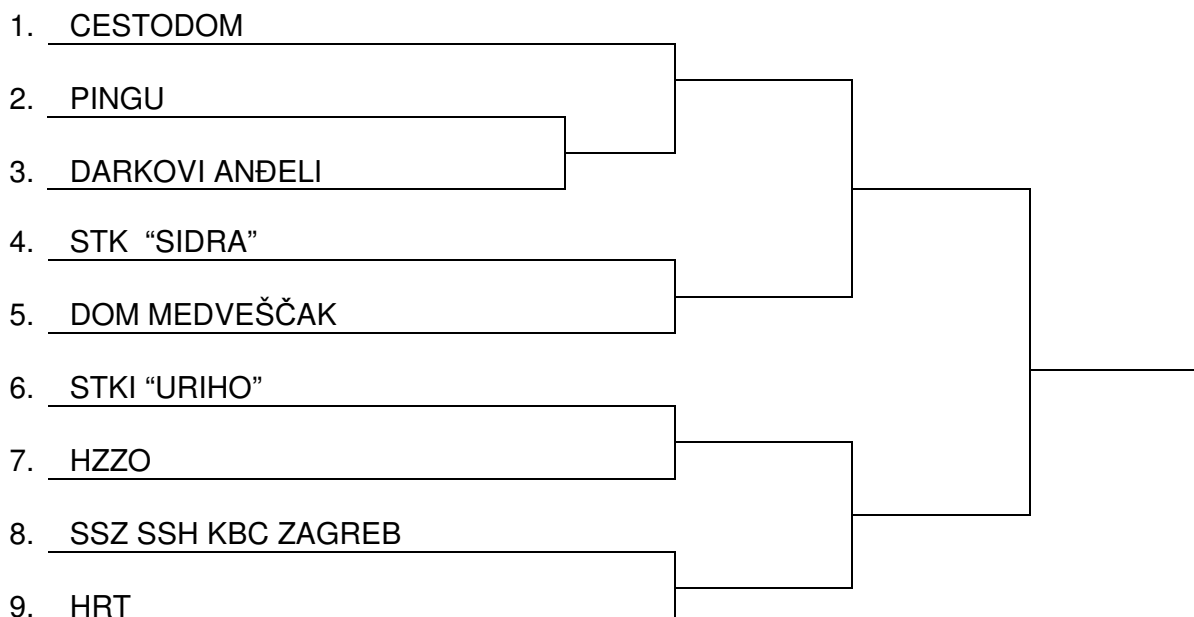 1. CESTODOM
2. PINGU
3. DARKOVI ANĐELI
4. STK “SIDRA”
5. DOM MEDVEŠČAK
6. STKI “URIHO”
7. HZZO
8. SSZ SSH KBC ZAGREB
9. HRT